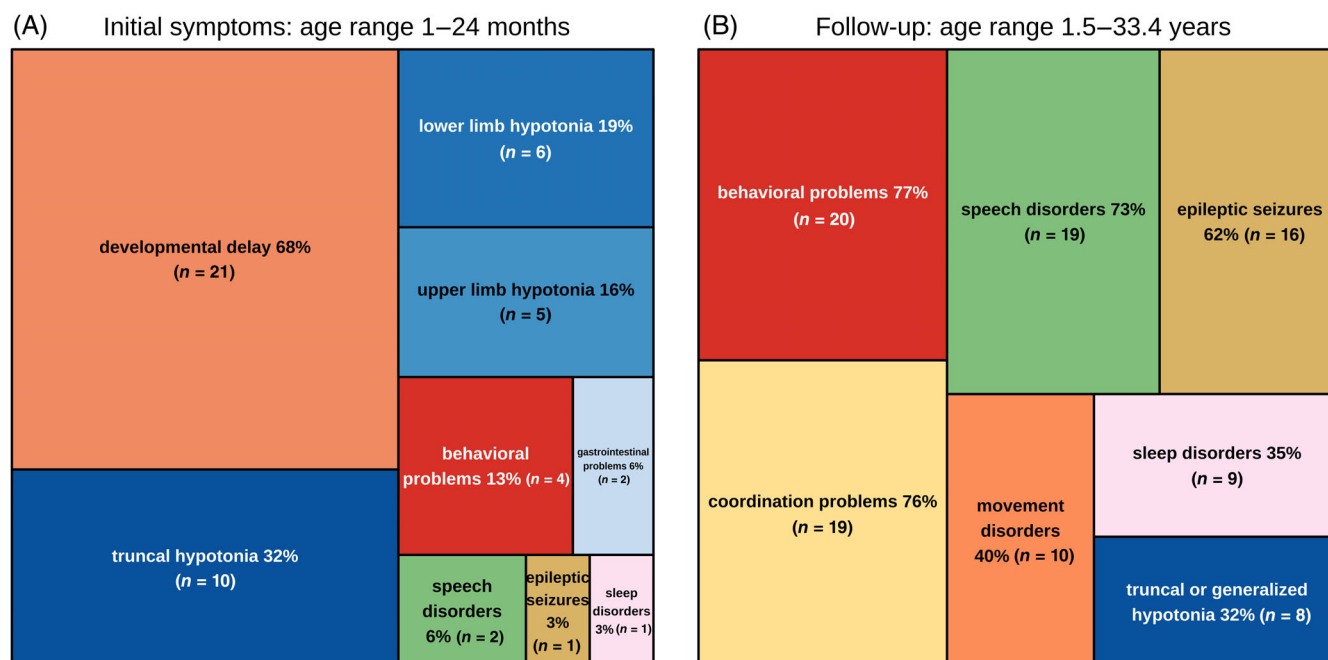 (A) Initial symptoms: age range 1–24 months
developmental delay 68%
(n = 21)
truncal hypotonia 32%
(n = 10)
lower limb hypotonia 19%
(n = 6)
upper limb hypotonia 16%
(n = 5)
behavioral
problems 13% (n = 4)
gastrointestinal
problems 6%
(n = 2)
speech
disorders
6% (n = 2)
epileptic
seizures
3%
(n = 1)
sleep
disorders
3% (n = 1)
(B) Follow-up: age range 1.5–33.4 years
behavioral problems 77%
(n = 20)
coordination problems 76%
(n = 19)
speech disorders 73%
(n = 19)
epileptic seizures
62% (n = 16)
movement
disorders
40% (n = 10)
sleep disorders 35%
(n = 9)
truncal or generalized
hypotonia 32% (n = 8)